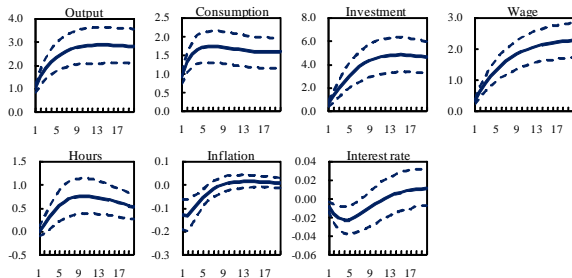 Output
4.0
3.0
2.0
1.0
0.0
1 5 9 13 17
Consumption
2.5
2.0
1.5
1.0
0.5
0.0
1 5 9 13 17
Investment
8.0
6.0
4.0
2.0
0.0
1 5 9 13 17
Wage
3.0
2.0
1.0
0.0
1 5 9 13 17
Hours
1.5
1.0
0.5
0.0
-0.5
1 5 9 13 17
Inflation
0.1
0.0
-0.1
-0.2
-0.3
1 5 9 13 17
Interest rate
0.04
0.02
0.00
-0.02
-0.04
-0.06
1 5 9 13 17